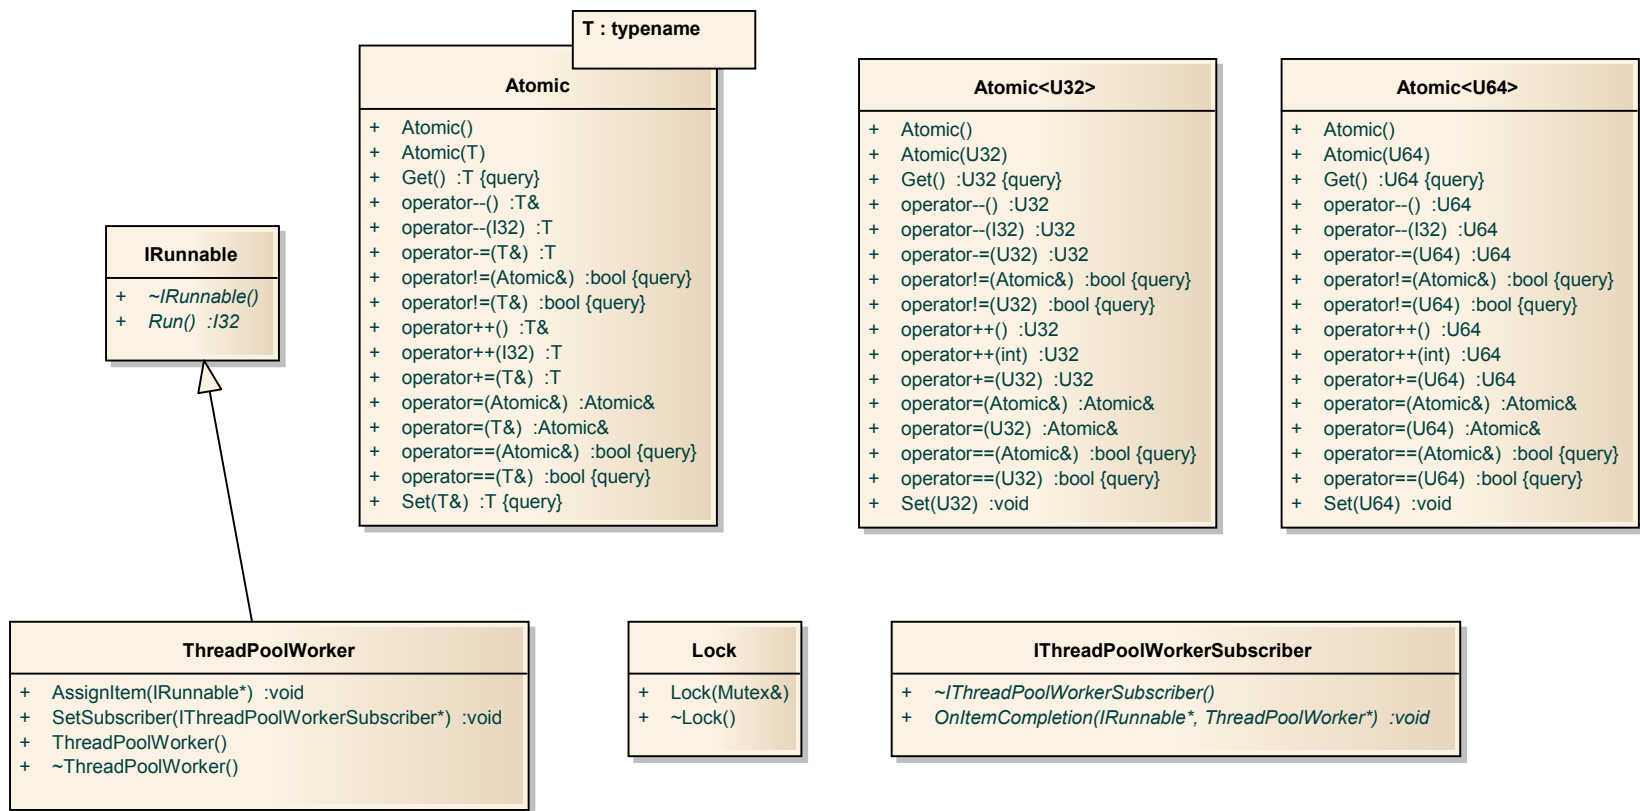 T : typename
Atomic
+ Atomic()
+ Atomic(T)
+ Get() :T {query}
+ operator--() :T&
+ operator--(I32) :T
+ operator-=(T&) :T
+ operator!=(Atomic&) :bool {query}
+ operator!=(T&) :bool {query}
+ operator++() :T&
+ operator++(I32) :T
+ operator+=(T&) :T
+ operator=(Atomic&) :Atomic&
+ operator=(T&) :Atomic&
+ operator==(Atomic&) :bool {query}
+ operator==(T&) :bool {query}
+ Set(T&) :T {query}
Atomic<U32>
+ Atomic()
+ Atomic(U32)
+ Get() :U32 {query}
+ operator--() :U32
+ operator--(I32) :U32
+ operator-=(U32) :U32
+ operator!=(Atomic&) :bool {query}
+ operator!=(U32) :bool {query}
+ operator++() :U32
+ operator++(int) :U32
+ operator+=(U32) :U32
+ operator=(Atomic&) :Atomic&
+ operator=(U32) :Atomic&
+ operator==(Atomic&) :bool {query}
+ operator==(U32) :bool {query}
+ Set(U32) :void
Atomic<U64>
+ Atomic()
+ Atomic(U64)
+ Get() :U64 {query}
+ operator--() :U64
+ operator--(I32) :U64
+ operator-=(U64) :U64
+ operator!=(Atomic&) :bool {query}
+ operator!=(U64) :bool {query}
+ operator++() :U64
+ operator++(int) :U64
+ operator+=(U64) :U64
+ operator=(Atomic&) :Atomic&
+ operator=(U64) :Atomic&
+ operator==(Atomic&) :bool {query}
+ operator==(U64) :bool {query}
+ Set(U64) :void
IRunnable
+ ~IRunnable()
+ Run() :I32
ThreadPoolWorker
+ AssignItem(IRunnable*) :void
+ SetSubscriber(IThreadPoolWorkerSubscriber*) :void
+ ThreadPoolWorker()
+ ~ThreadPoolWorker()
Lock
+ Lock(Mutex&)
+ ~Lock()
IThreadPoolWorkerSubscriber
+ ~IThreadPoolWorkerSubscriber()
+ OnItemCompletion(IRunnable*, ThreadPoolWorker*) :void